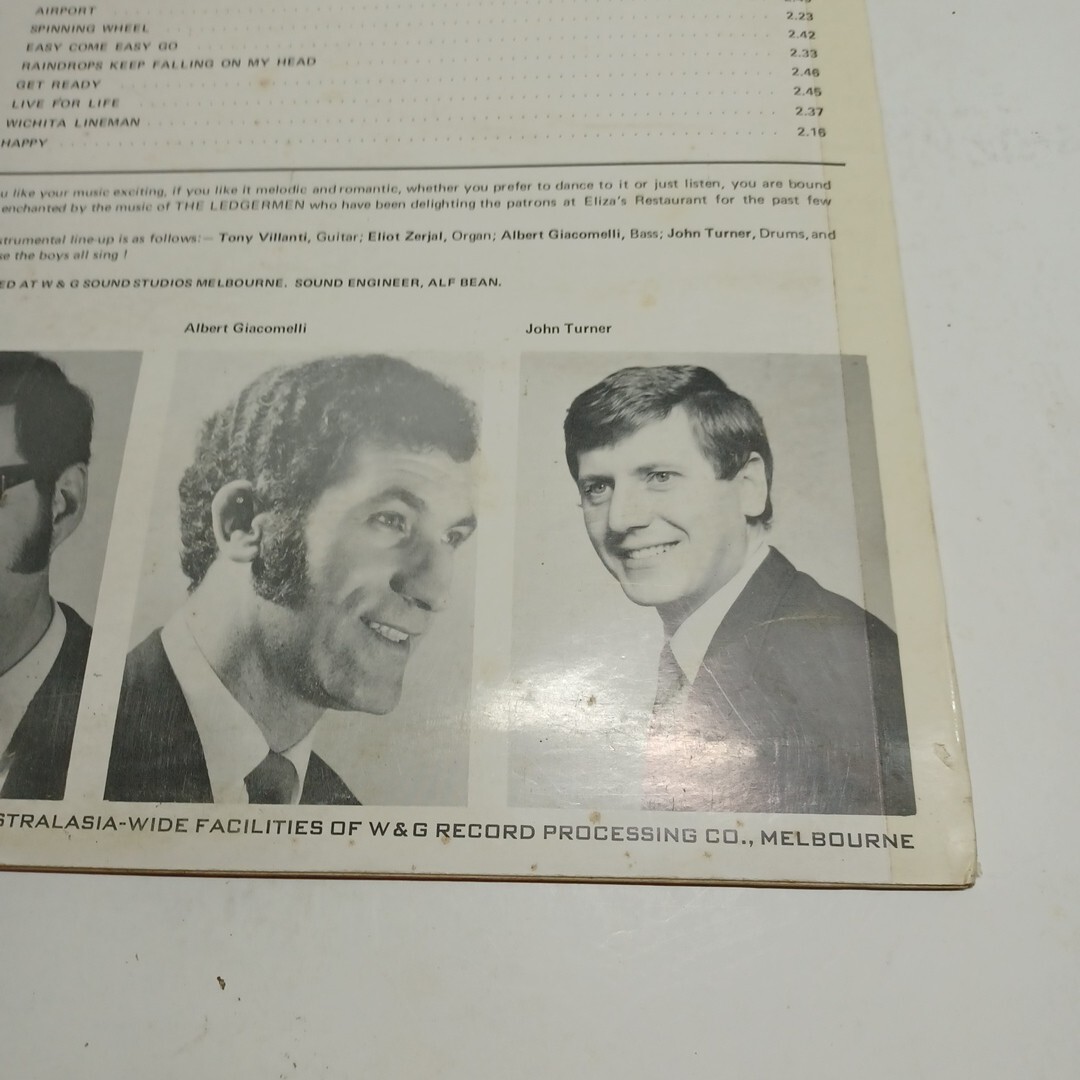 AIRPORT . . . 2.23
SPINNING WHEEL . . . 2.42
EASY COME EASY GO . . . 2.33
RAINDROPS KEEP FALLING ON MY HEAD . . . 2.46
GET READY . . . 2.45
LIVE FOR LIFE . . . 2.37
WICHITA LINEMAN . . . 2.16
HAPPY
u like your music exciting, if you like it melodic and romantic, whether you prefer to dance to it or just listen, you are bound
enchanted by the music of THE LEDGERMEN who have been delighting the patrons at Eliza's Restaurant for the past few
strumental line-up is as follows:— Tony Villanti, Guitar; Eliot Zerjal, Organ; Albert Giacomelli, Bass; John Turner, Drums, and
se the boys all sing !
ED AT W & G SOUND STUDIOS MELBOURNE. SOUND ENGINEER, ALF BEAN.
Albert Giacomelli
John Turner
STRALASIA-WIDE FACILITIES OF W & G RECORD PROCESSING CO., MELBOURNE